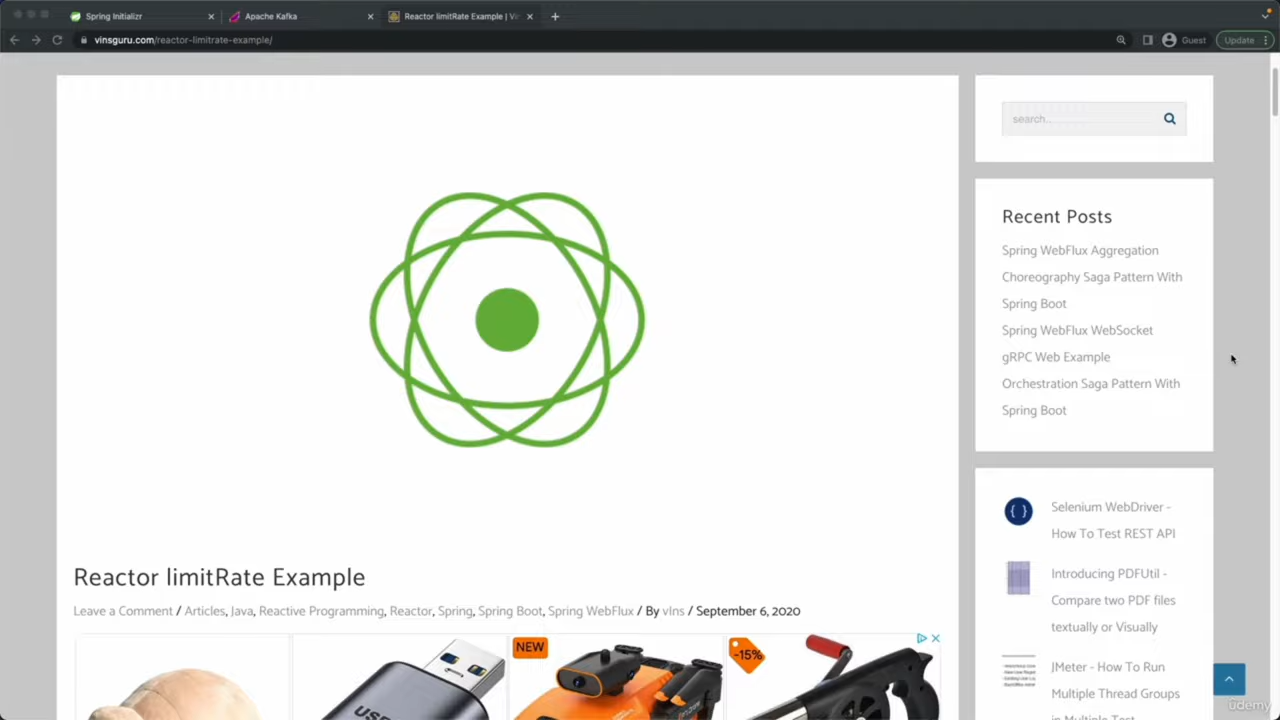 Spring Initializr
Apache Kafka
Reactor limitRate Example | Vi
vinsguru.com/reactor-limitrate-example/
Guest
Update
search..
Recent Posts
Spring WebFlux Aggregation
Choreography Saga Pattern With
Spring Boot
Spring WebFlux WebSocket
gRPC Web Example
Orchestration Saga Pattern With
Spring Boot
{ }
Selenium WebDriver -
How To Test REST API
Introducing PDFUtil -
Compare two PDF files
textually or Visually
JMeter - How To Run
Multiple Thread Groups
in Multiple Test
Reactor limitRate Example
Leave a Comment / Articles, Java, Reactive Programming, Reactor, Spring, Spring Boot, Spring WebFlux / By vIns / September 6, 2020
NEW
-15%
USB
udemy